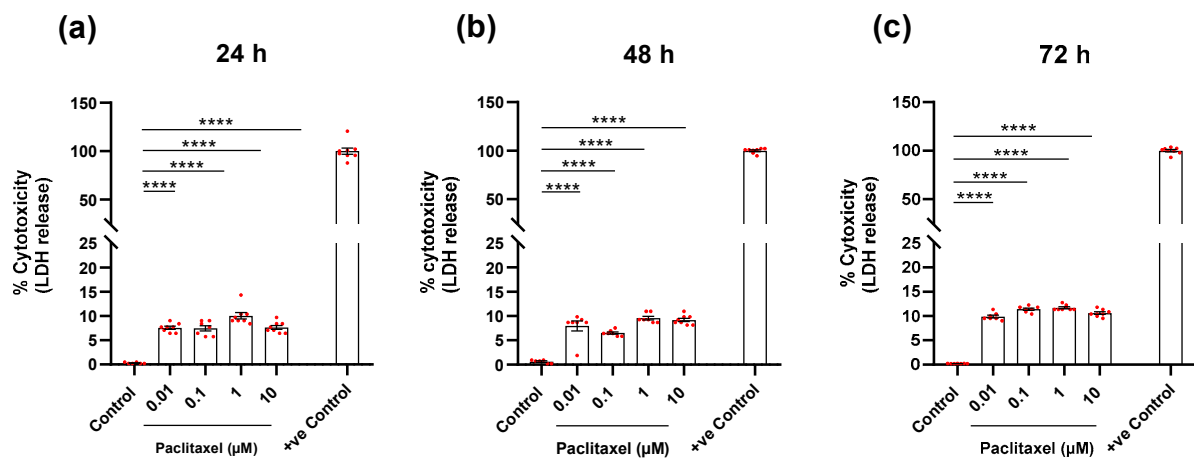 (a)
24 h
% Cytotoxicity
(LDH release)
150
100
50
25
20
15
10
5
0
****
****
****
****
Control
0.01
0.1
1
10
+ve Control
Paclitaxel (µM)
(b)
48 h
% cytotoxicity
(LDH release)
150
100
50
25
20
15
10
5
0
****
****
****
****
Control
0.01
0.1
1
10
+ve Control
Paclitaxel (µM)
(c)
72 h
% Cytoxicity
(LDH release)
150
100
50
25
20
15
10
5
0
****
****
****
****
Control
0.01
0.1
1
10
+ve Control
Paclitaxel (µM)